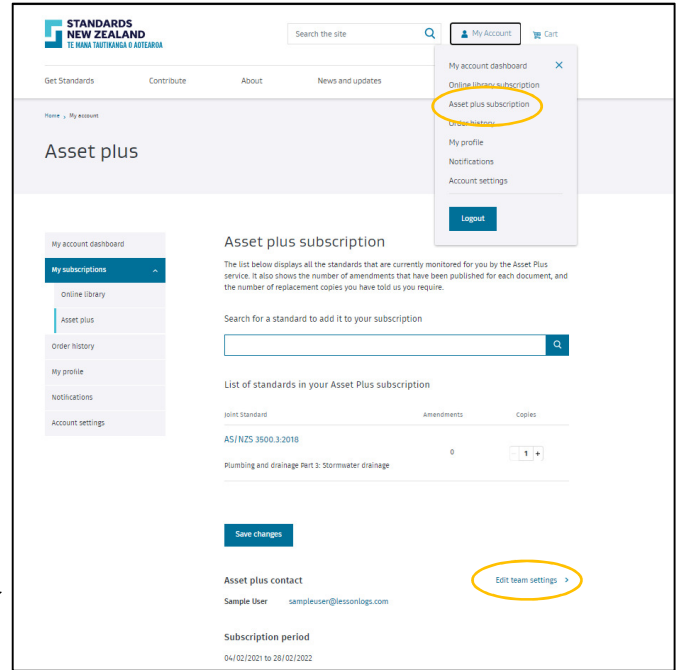 STANDARDS
NEW ZEALAND
TE MANA TAUTIKANGA O AOTEAROA
Search the site
My Account
Cart
Get Standards
Contribute
About
News and updates
My account dashboard
Online library subscription
Asset plus subscription
Order history
My profile
Notifications
Account settings
Logout
Home > My account
Asset plus
My account dashboard
My subscriptions
Online library
Asset plus
Order history
My profile
Notifications
Account settings
Asset plus subscription
The list below displays all the standards that are currently monitored for you by the Asset Plus
service. It also shows the number of amendments that have been published for each document, and
the number of replacement copies you have told us you require.
Search for a standard to add it to your subscription
List of standards in your Asset Plus subscription
Joint Standard Amendments Copies
AS/NZS 3500.3:2018
0 - 1 +
Plumbing and drainage Part 3: Stormwater drainage
Save changes
Asset plus contact
Edit team settings >
Sample User sampleuser@lessonlogs.com
Subscription period
04/02/2021 to 28/02/2022